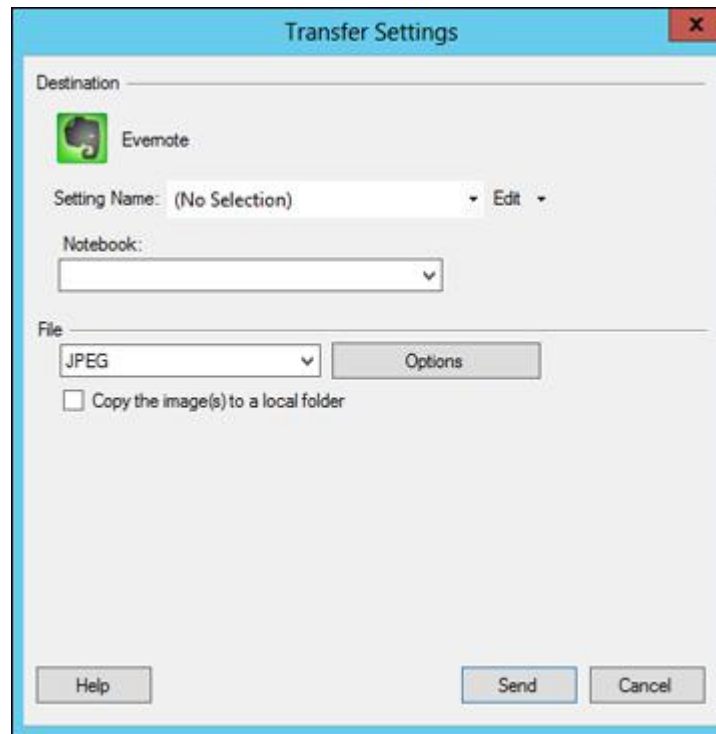 Transfer Settings
x
Destination
Evernote
Setting Name: (No Selection) Edit
Notebook:
File
JPEG Options
Copy the image(s) to a local folder
Help Send Cancel